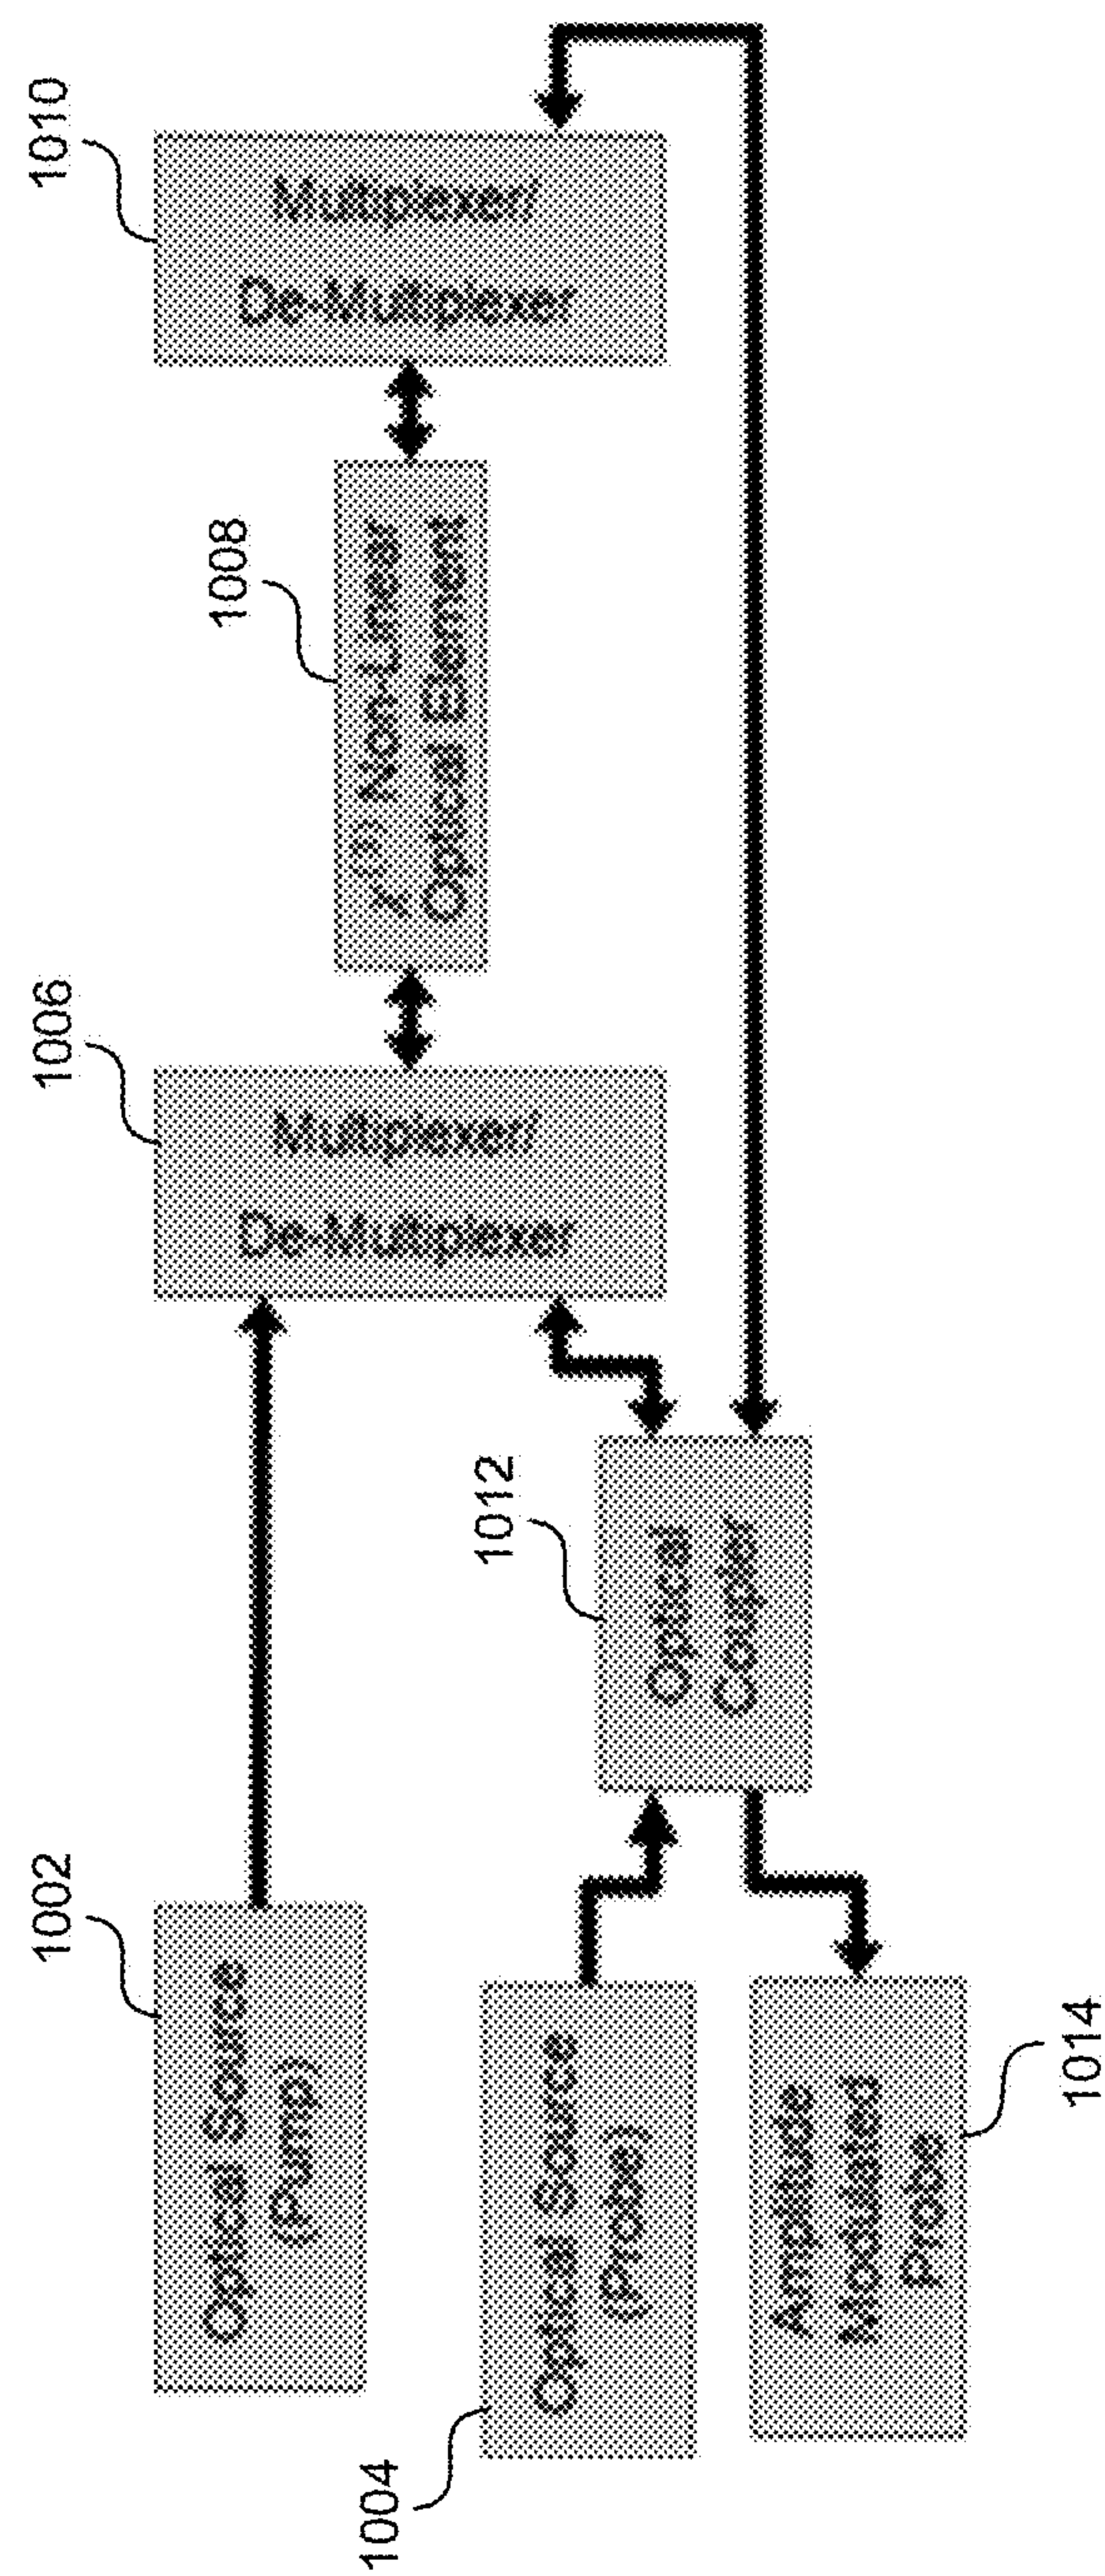 1002
Optical Source
(Pump)
1004
Optical Source
(Probe)
Amplitude
Modulated
Probe
1014
1012
Optical
Coupler
1006
Multiplexer/
De-Multiplexer
1008
Non-Linear
Optical Element
1010
Multiplexer/
De-Multiplexer